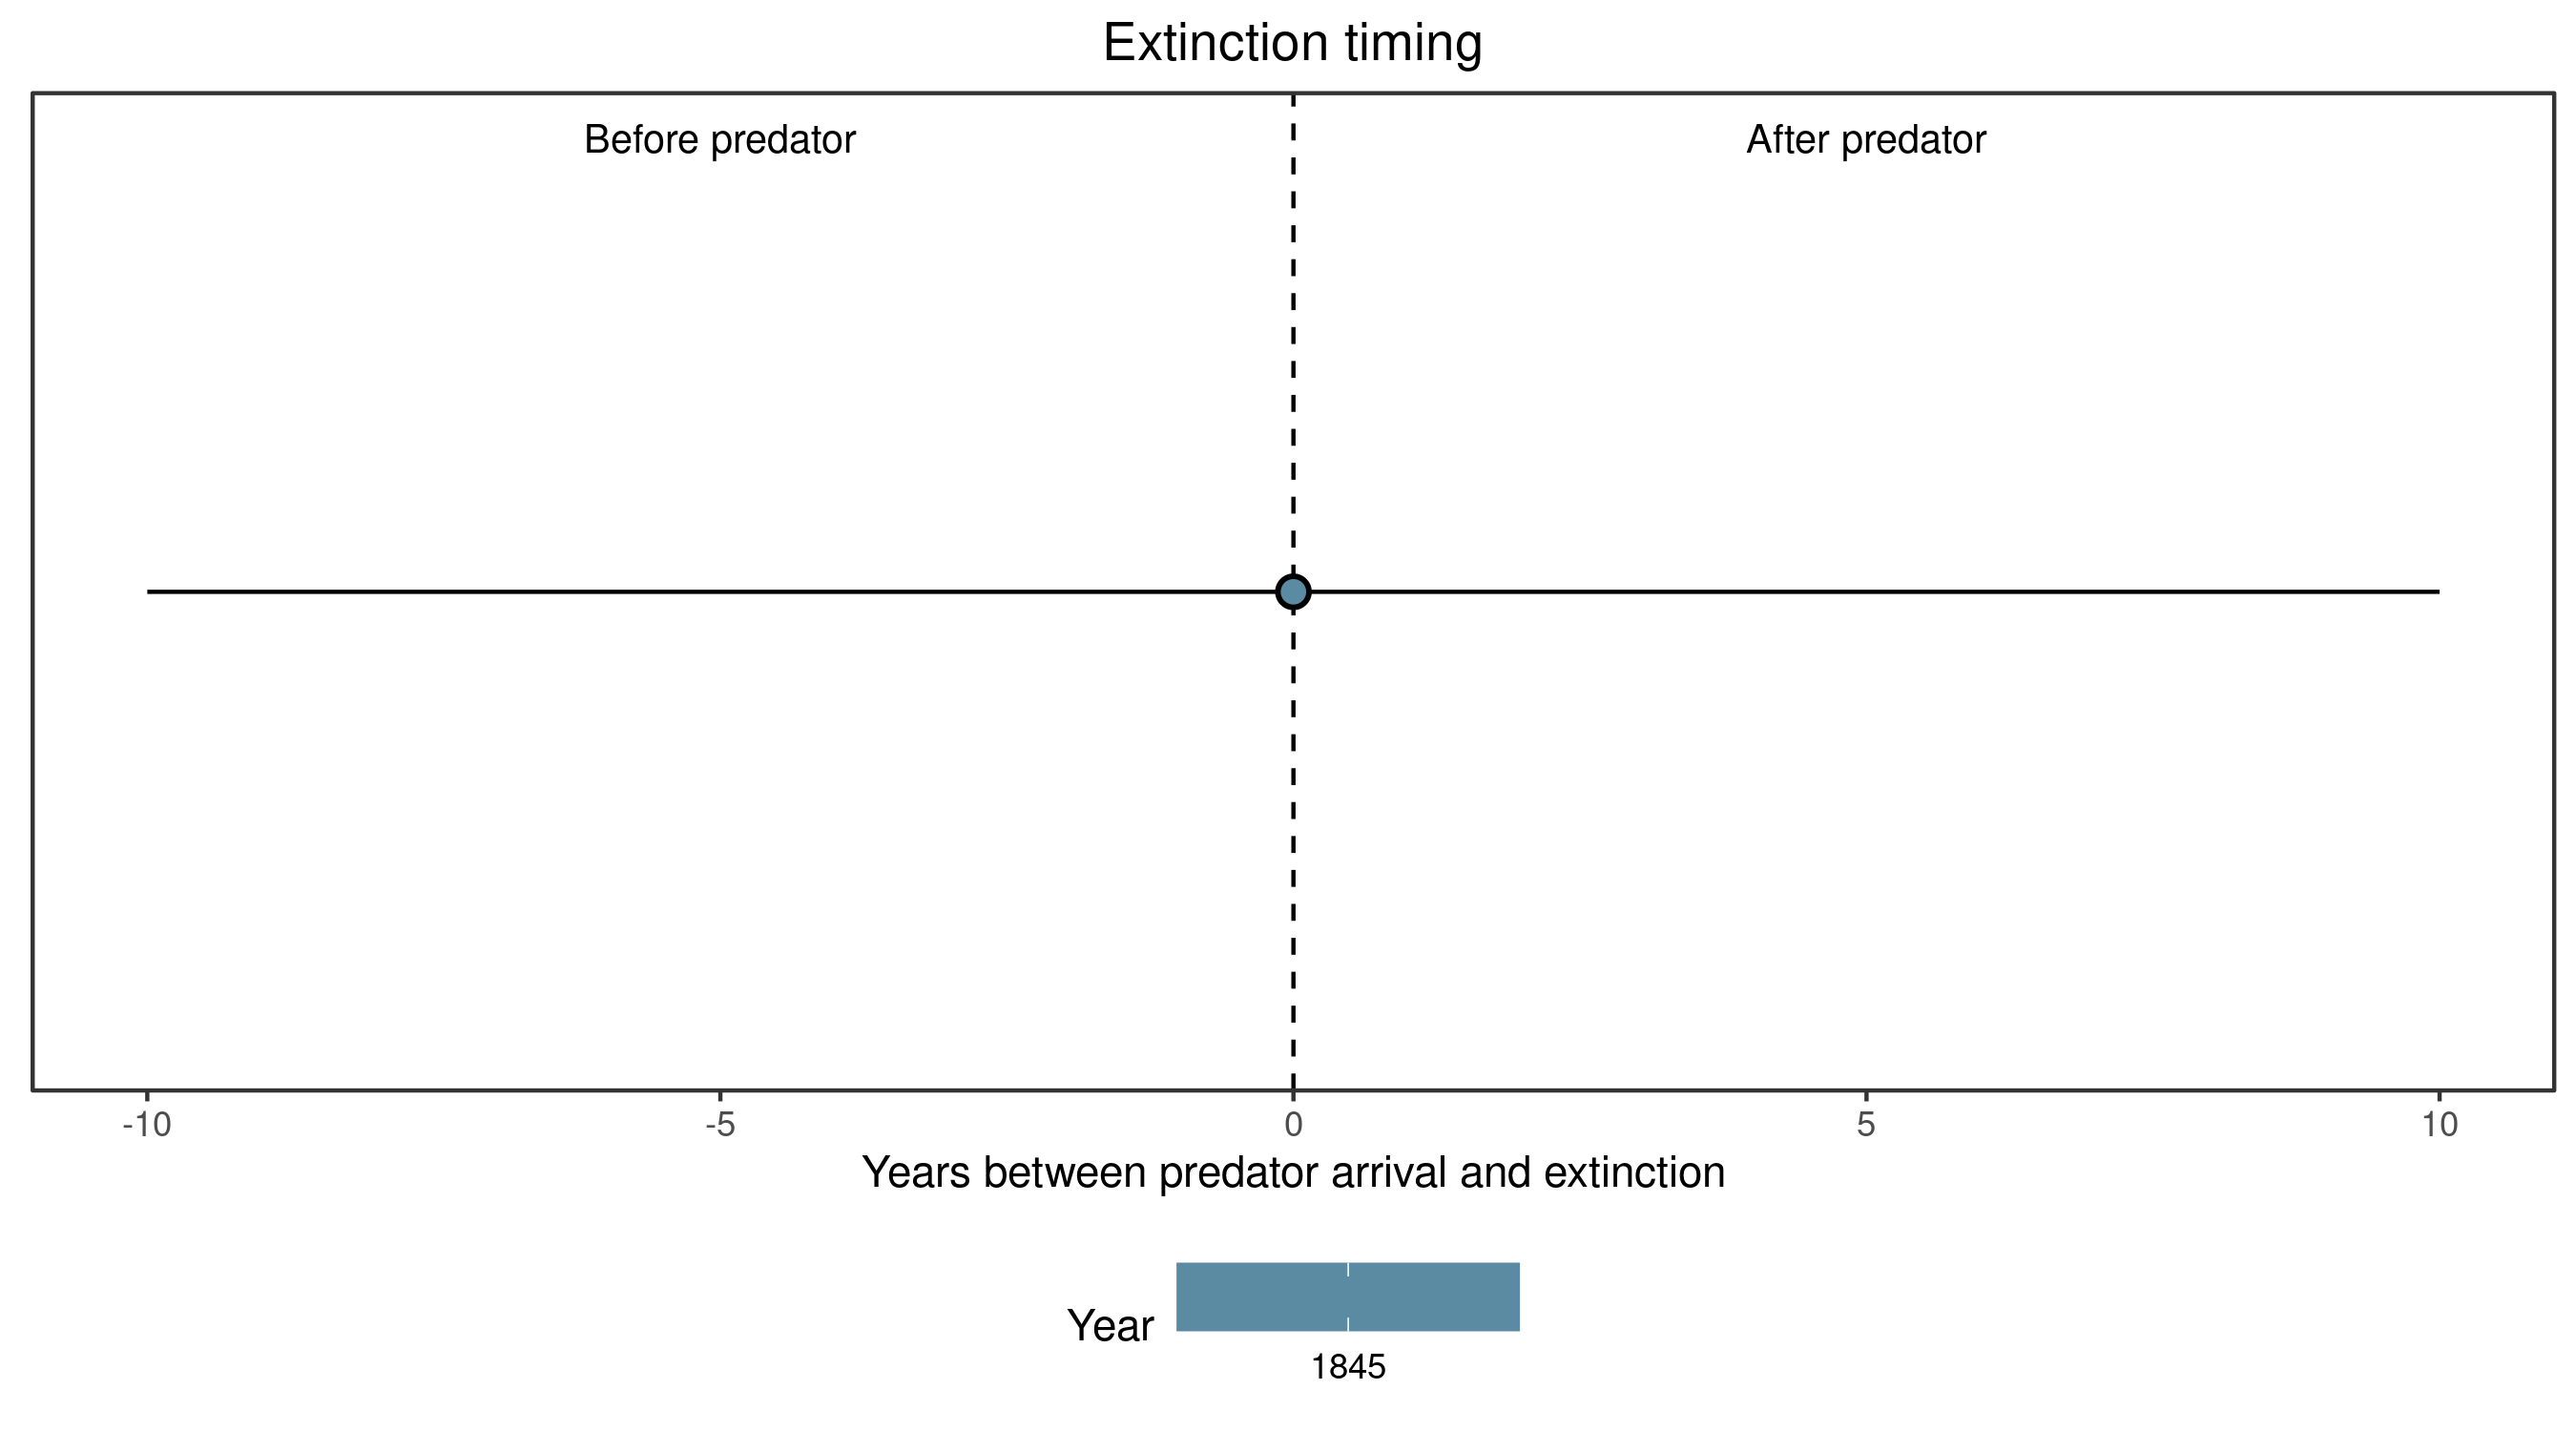 Extinction timing
Before predator
After predator
-10
-5
0
5
10
Years between predator arrival and extinction
Year
1845